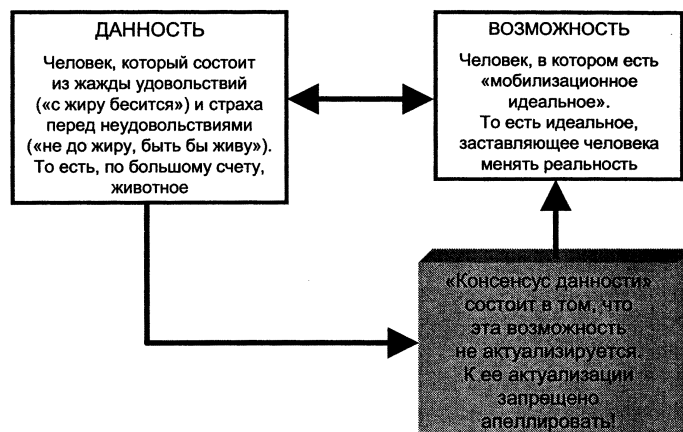 ДАННОСТЬ
Человек, который состоит
из жажды удовольствий
(«с жиру бесится») и страха
перед неудовольствиями
(«не до жиру, быть бы живу»).
То есть, по большому счету,
животное
ВОЗМОЖНОСТЬ
Человек, в котором есть
«мобилизационное
идеальное».
То есть идеальное,
заставляющее человека
менять реальность
«Консенсус данности»
состоит в том, что
эта возможность
не актуализируется.
К ее актуализации
запрещено
апеллировать!